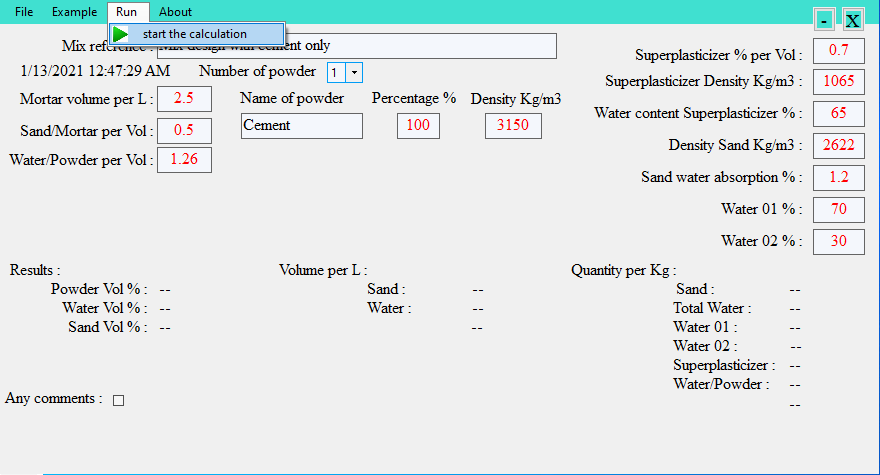 File Example Run About
- X
start the calculation
Mix reference : Mix design with cement only
1/13/2021 12:47:29 AM Number of powder 1
Superplasticizer % per Vol : 0.7
Superplasticizer Density Kg/m3 : 1065
Mortar volume per L : 2.5
Name of powder Percentage % Density Kg/m3
Water content Superplasticizer % : 65
Sand/Mortar per Vol : 0.5
Cement 100 3150
Density Sand Kg/m3 : 2622
Water/Powder per Vol : 1.26
Sand water absorption % : 1.2
Water 01 % : 70
Water 02 % : 30
Results : Volume per L : Quantity per Kg :
Powder Vol % : -- Sand : -- Sand : --
Water Vol % : -- Water : -- Total Water : --
Sand Vol % : -- -- Water 01 : --
Water 02 : --
Superplasticizer : --
Water/Powder : --
Any comments :
--